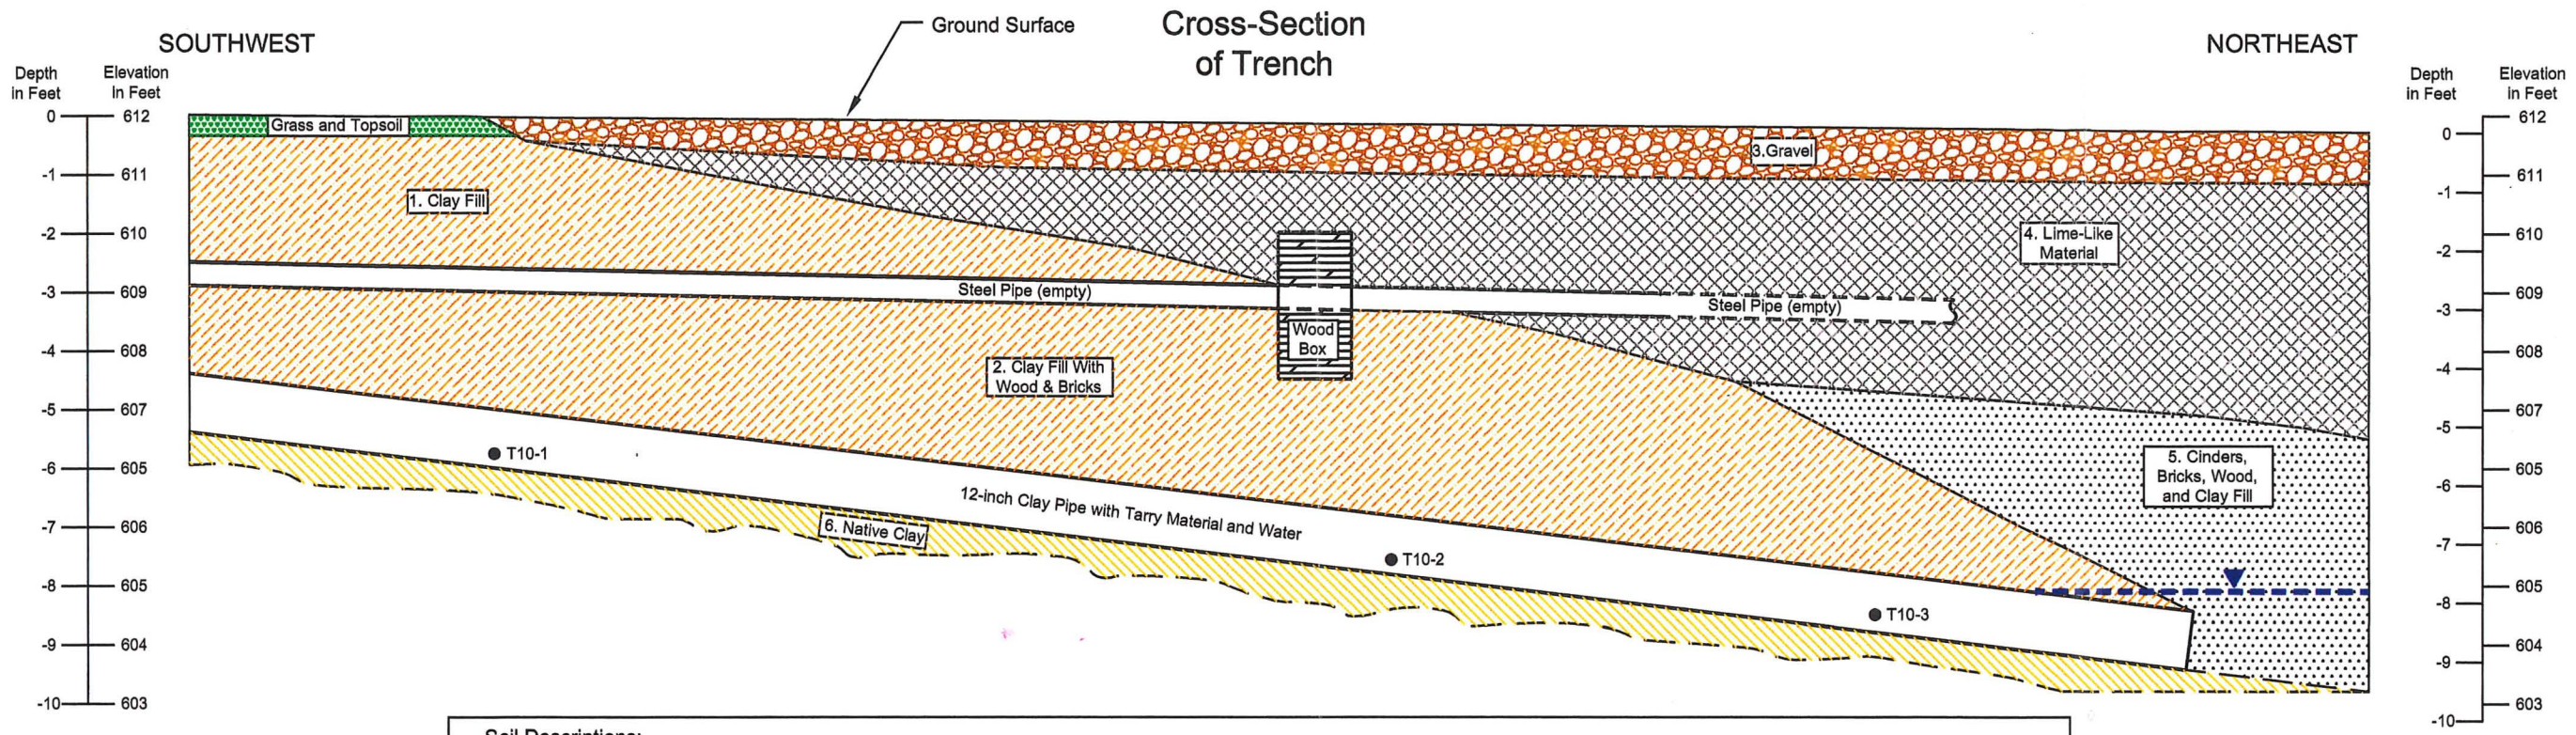 Cross-Section
of Trench
Ground Surface
SOUTHWEST
NORTHEAST
Depth
in Feet
Elevation
in Feet
0 612
-1 611
-2 610
-3 609
-4 608
-5 607
-6 605
-7 606
-8 605
-9 604
-10 603
Grass and Topsoil
1. Clay Fill
Steel Pipe (empty)
2. Clay Fill With
Wood & Bricks
Wood
Box
3.Gravel
4. Lime-Like
Material
Steel Pipe (empty)
5. Cinders,
Bricks, Wood,
and Clay Fill
T10-1
12-inch Clay Pipe with Tarry Material and Water
6. Native Clay
T10-2
T10-3
Depth
in Feet
Elevation
in Feet
612
0
611
-1
610
-2
609
-3
608
-4
607
-5
605
-6
606
-7
605
-8
604
-9
603
-10
Soil Descriptions: